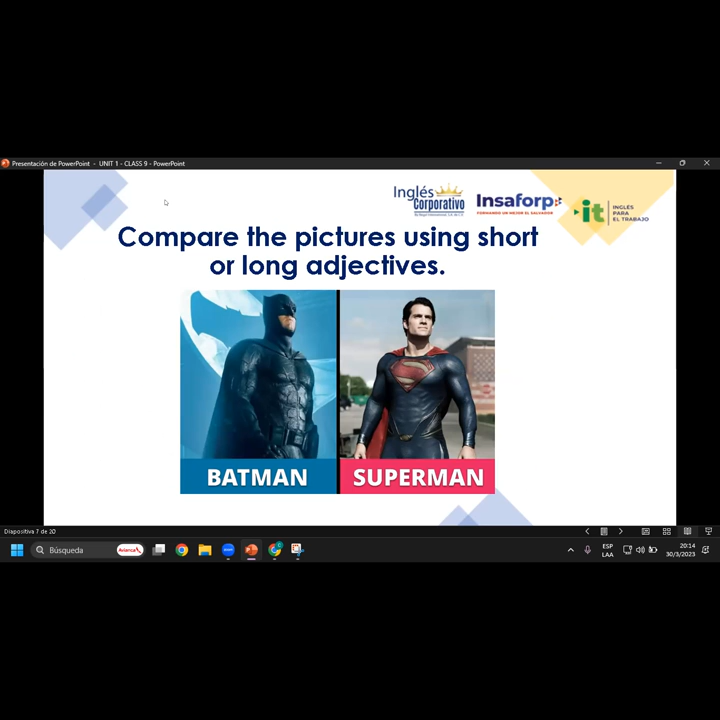 Presentación de PowerPoint - UNIT 1 - CLASS 9 - PowerPoint
Inglés
Corporativo
Insaforp
FORMANDO UN MEJOR EL SALVADOR
it
INGLÉS
PARA
EL TRABAJO
Compare the pictures using short
or long adjectives.
BATMAN
SUPERMAN
Diapositiva 7 de 20
Búsqueda
Avianca
ESP
LAA
20:14
30/3/2023